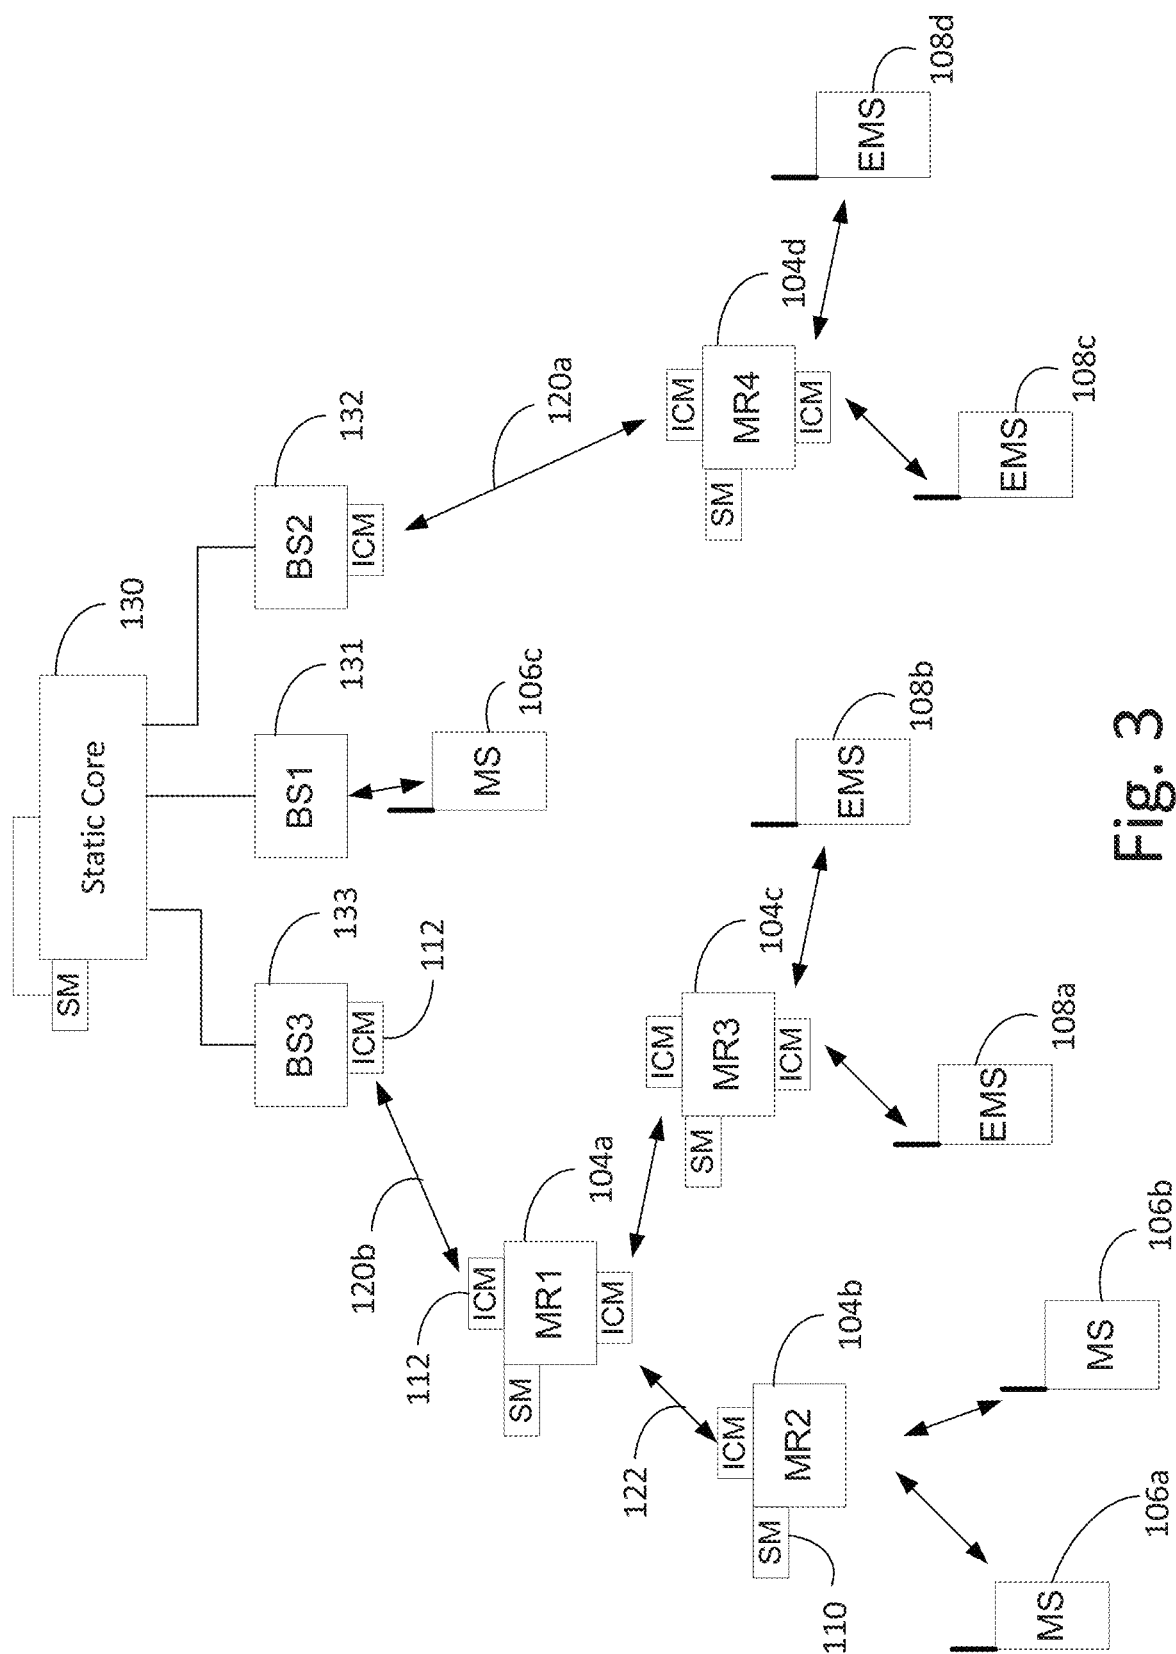 Static Core
SM
130
BS3
133
ICM
112
BS1
131
BS2
132
ICM
MS
106c
120a
120b
112
ICM
MR1
104a
SM
ICM
122
ICM
MR2
104b
SM
110
MS
106a
MS
106b
ICM
MR3
104c
SM
ICM
EMS
108a
EMS
108b
ICM
MR4
104d
SM
ICM
EMS
108c
EMS
108d
Fig. 3